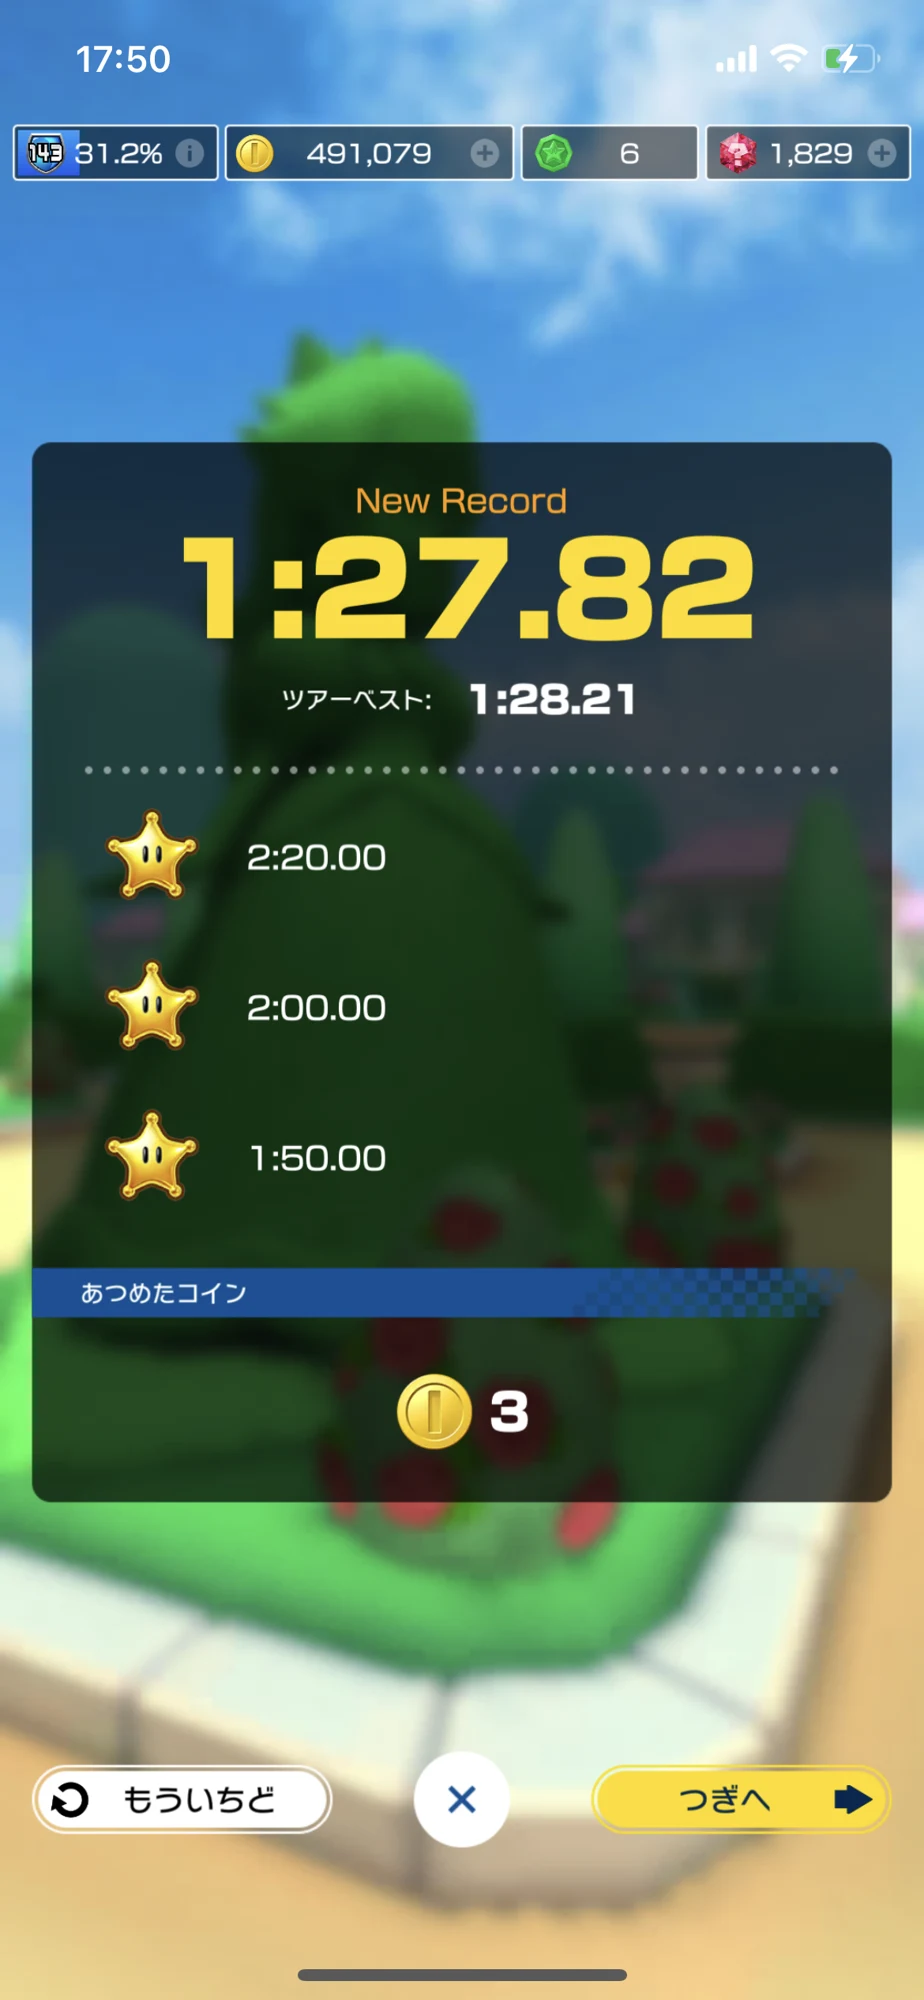 17:50
143 31.2% i 491,079 + 6 1,829 +
New Record
1:27.82
ツアーベスト: 1:28.21
2:20.00
2:00.00
1:50.00
あつめたコイン
3
もういちど × つぎへ